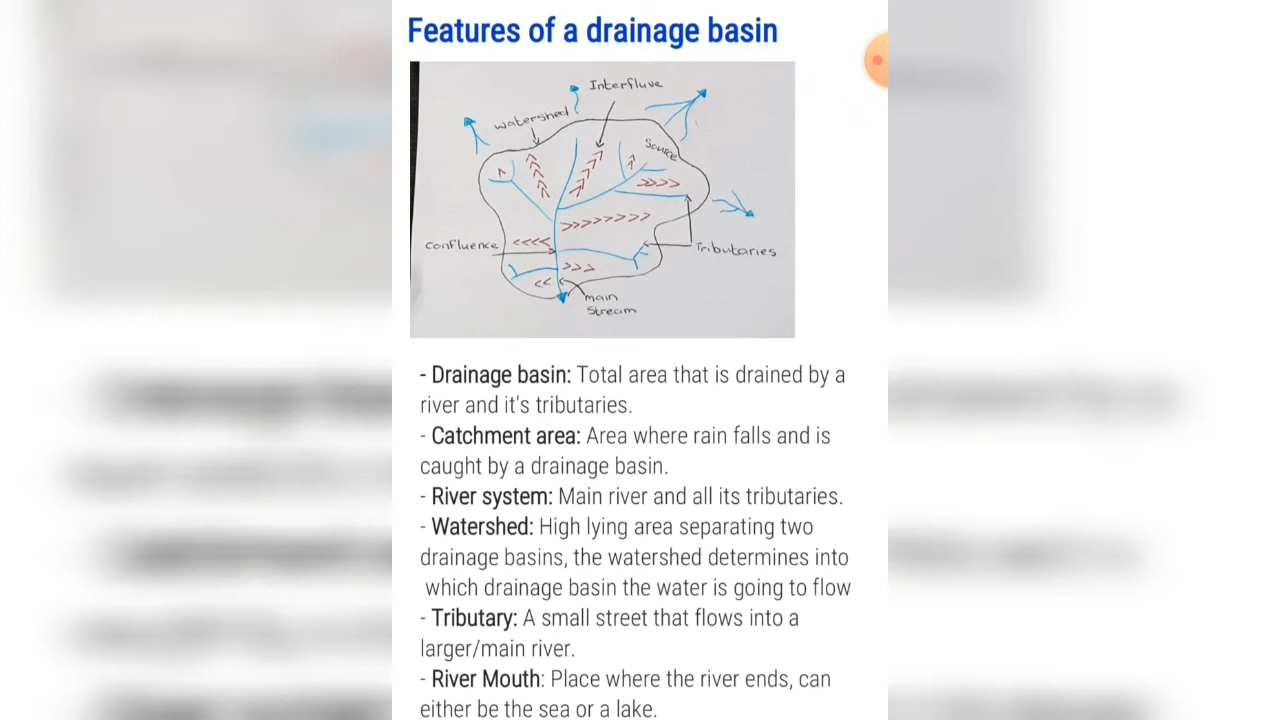 Features of a drainage basin
Interfluve
watershed
Source
Confluence
Tributaries
main
stream
- Drainage basin: Total area that is drained by a
river and it's tributaries.
- Catchment area: Area where rain falls and is
caught by a drainage basin.
- River system: Main river and all its tributaries.
- Watershed: High lying area separating two
drainage basins, the watershed determines into
which drainage basin the water is going to flow
- Tributary: A small street that flows into a
larger/main river.
- River Mouth: Place where the river ends, can
either be the sea or a lake.